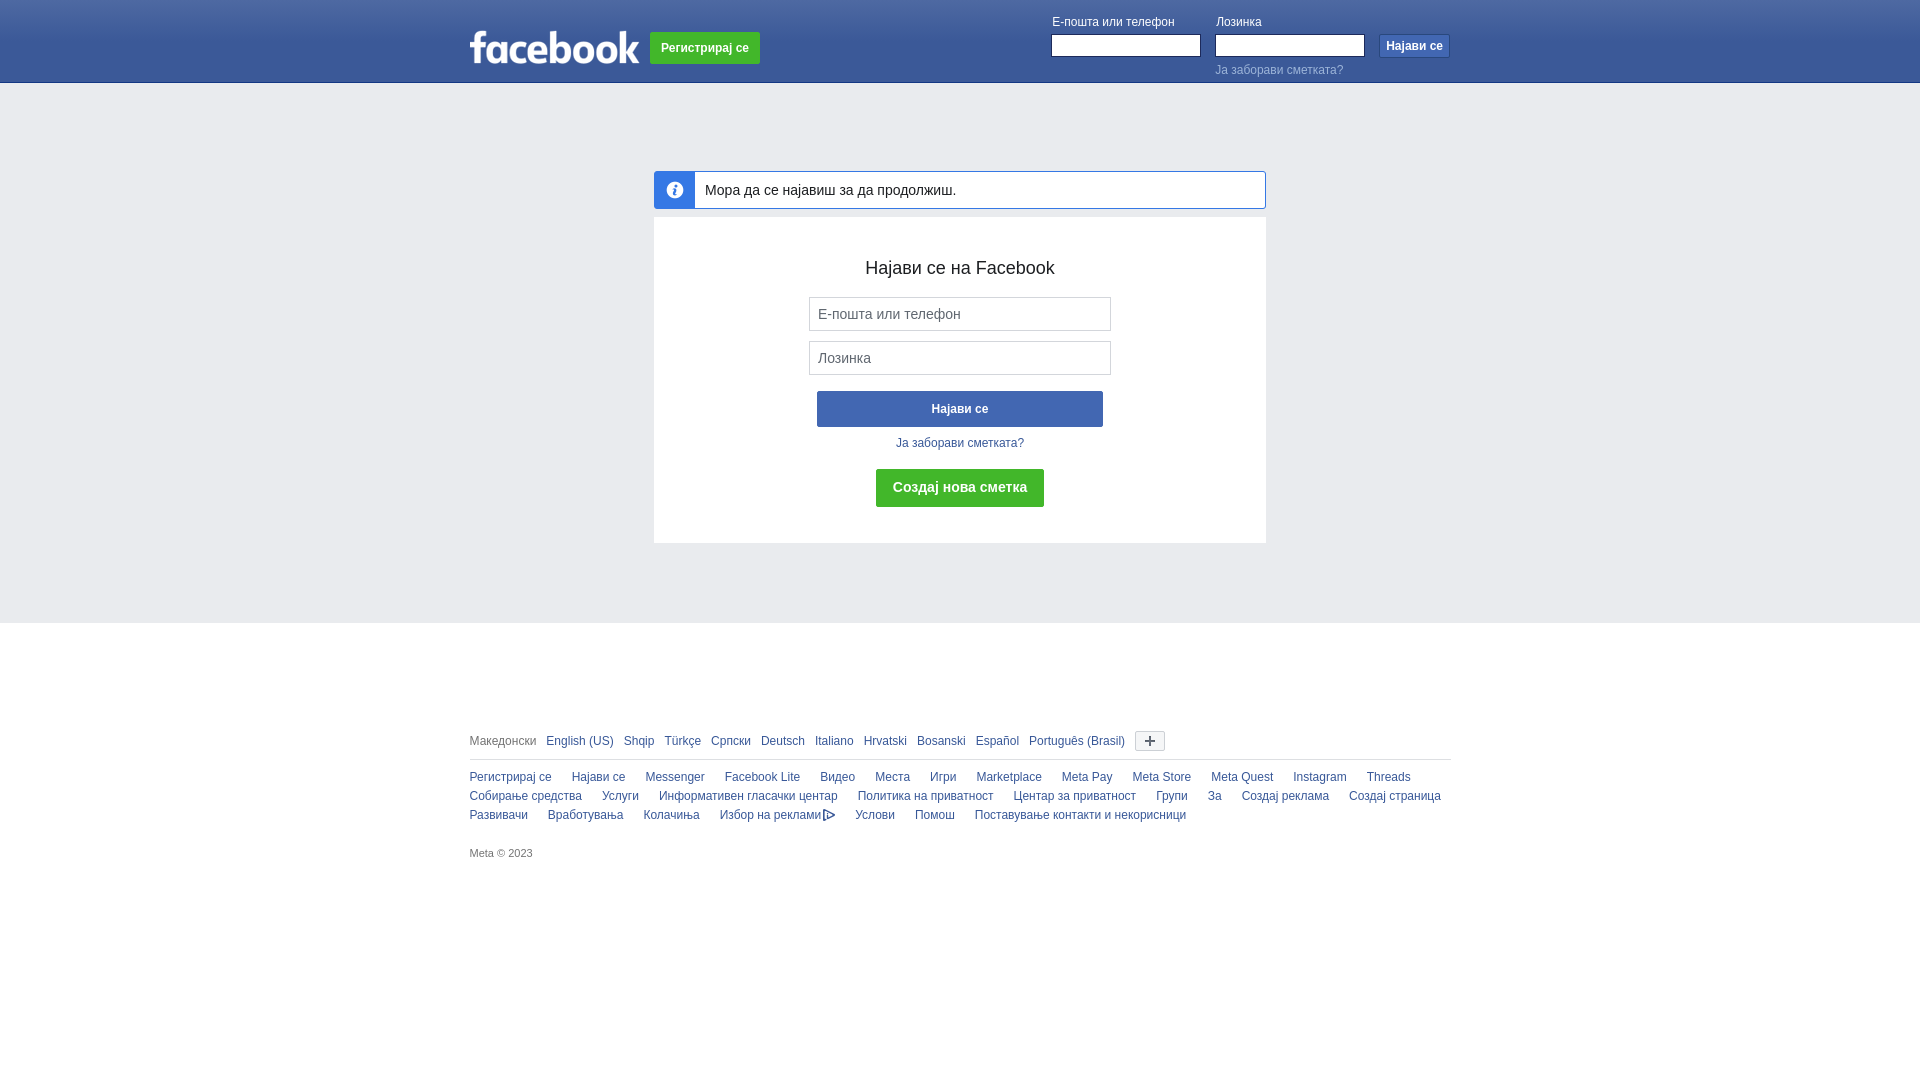 facebook
Регистрирај се
Е-пошта или телефон
Лозинка
Најави се
Ја заборави сметката?
Мора да се најавиш за да продолжиш.
Најави се на Facebook
Е-пошта или телефон
Лозинка
Најави се
Ја заборави сметката?
Создај нова сметка
Македонски English (US) Shqip Türkçe Српски Deutsch Italiano Hrvatski Bosanski Español Português (Brasil)
Регистрирај се Најави се Messenger Facebook Lite Видео Места Игри Marketplace Meta Pay Meta Store Meta Quest Instagram Threads
Собирање средства Услуги Информативен гласачки центар Политика на приватност Центар за приватност Групи За Создај реклама Создај страница
Развивачи Вработувања Колачиња Избор на реклами Услови Помош Поставување контакти и некорисници
Meta © 2023